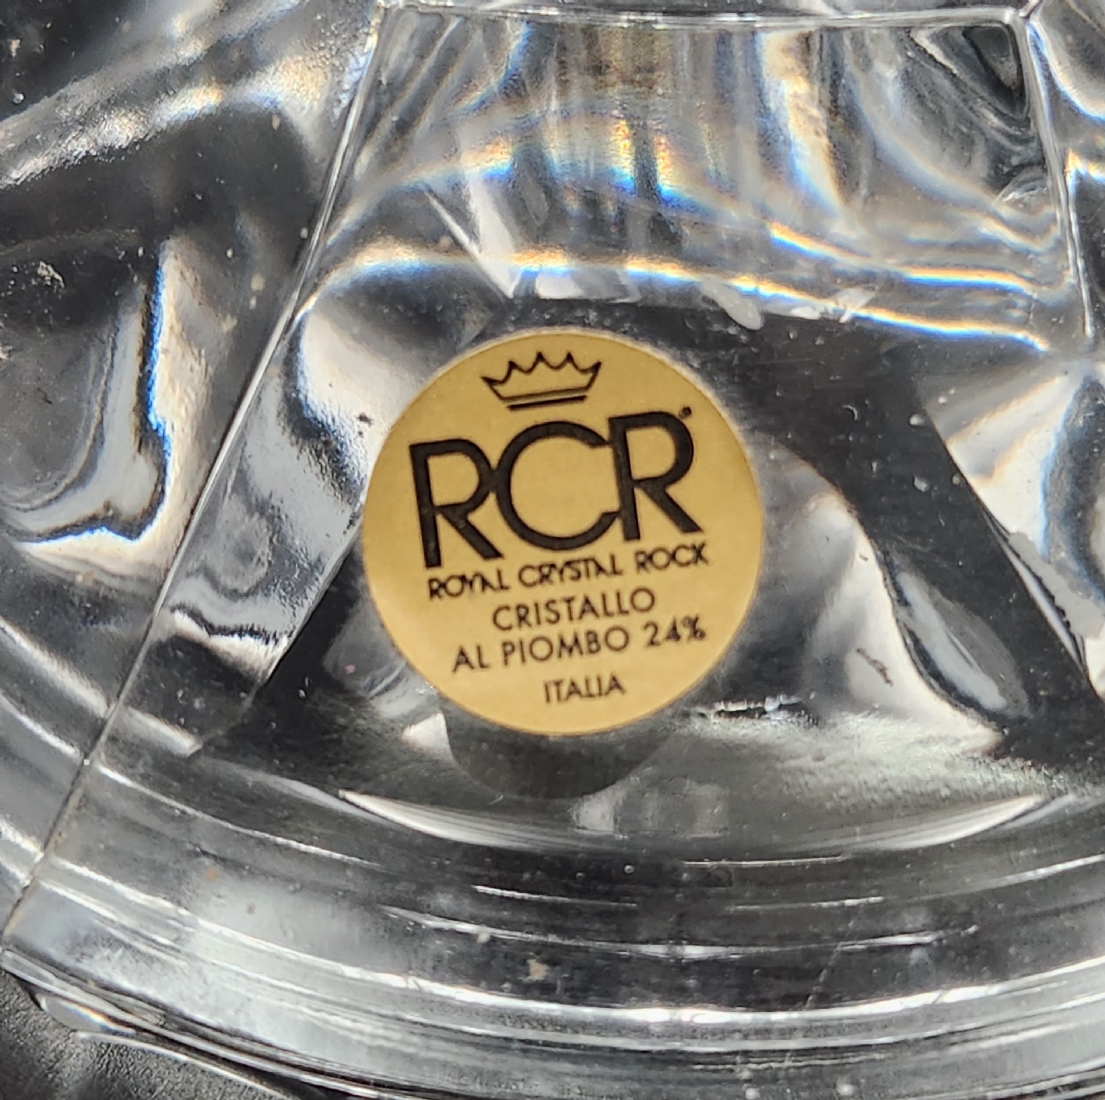 RCR®
ROYAL CRYSTAL ROCK
CRISTALLO
AL PIOMBO 24%
ITALIA